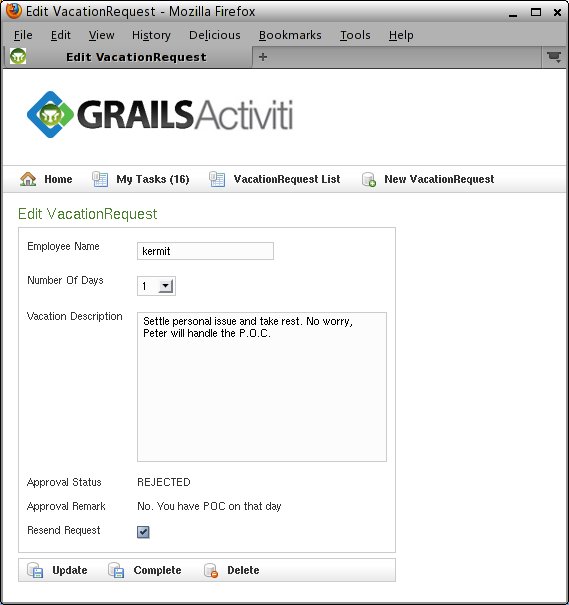 Edit VacationRequest - Mozilla Firefox
File Edit View History Delicious Bookmarks Tools Help
Edit VacationRequest +
GRAILSActiviti
Home My Tasks (16) VacationRequest List New VacationRequest
Edit VacationRequest
Employee Name kermit
Number Of Days 1
Vacation Description Settle personal issue and take rest. No worry,
Peter will handle the P.O.C.
Approval Status REJECTED
Approval Remark No. You have POC on that day
Resend Request
Update Complete Delete